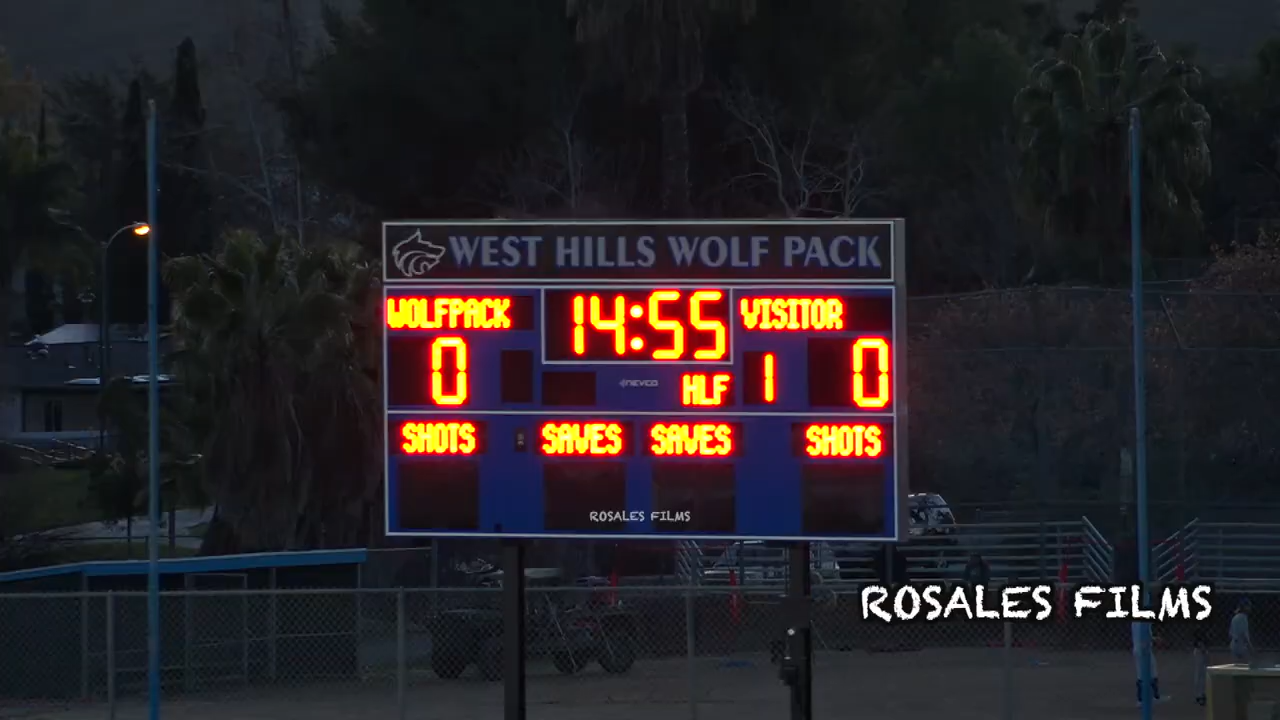 WEST HILLS WOLF PACK
WOLFPACK 14:55 VISITOR
0 1 0
NEVCO HLF
SHOTS SAVES SAVES SHOTS
ROSALES FILMS
ROSALES FILMS